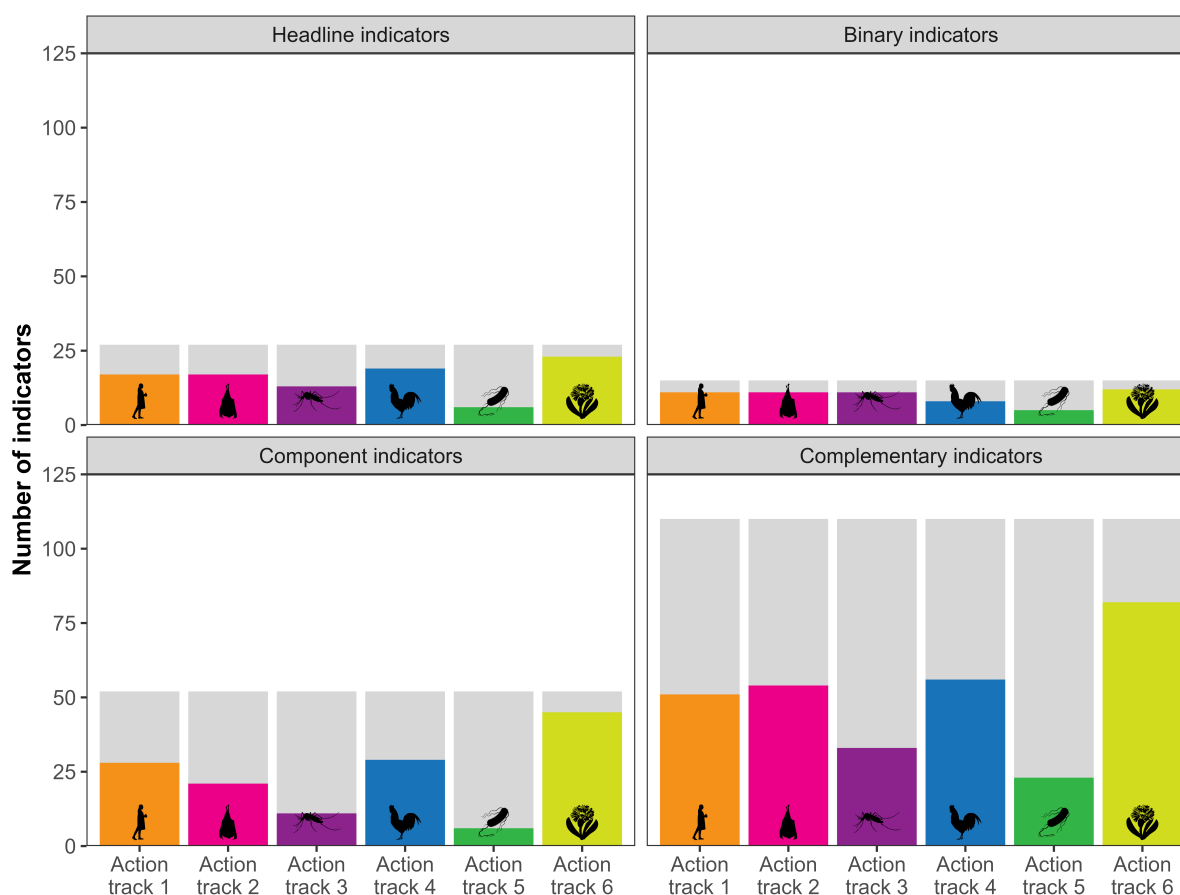 Headline indicators
Binary indicators
125
100
75
50
25
0
Component indicators
Complementary indicators
125
100
75
50
25
0
Number of indicators
Action
track 1
Action
track 2
Action
track 3
Action
track 4
Action
track 5
Action
track 6
Action
track 1
Action
track 2
Action
track 3
Action
track 4
Action
track 5
Action
track 6